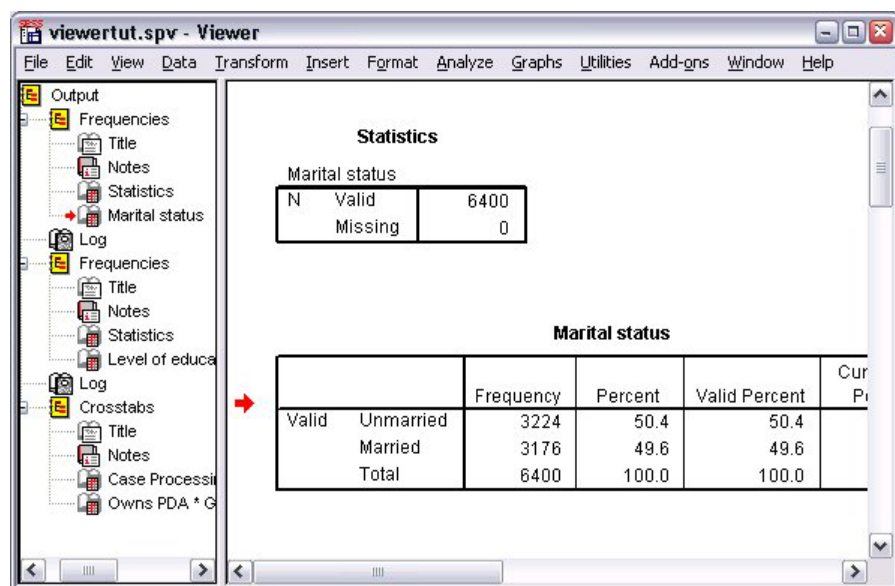 viewertut.spv - Viewer
File Edit View Data Transform Insert Format Analyze Graphs Utilities Add-ons Window Help
Output
Frequencies
Title
Notes
Statistics
Marital status
Log
Frequencies
Title
Notes
Statistics
Level of educa
Log
Crosstabs
Title
Notes
Case Processi
Owns PDA * G
Statistics
Marital status
N Valid 6400
Missing 0
Marital status
Cur
Frequency Percent Valid Percent P
Valid Unmarried 3224 50.4 50.4
Married 3176 49.6 49.6
Total 6400 100.0 100.0